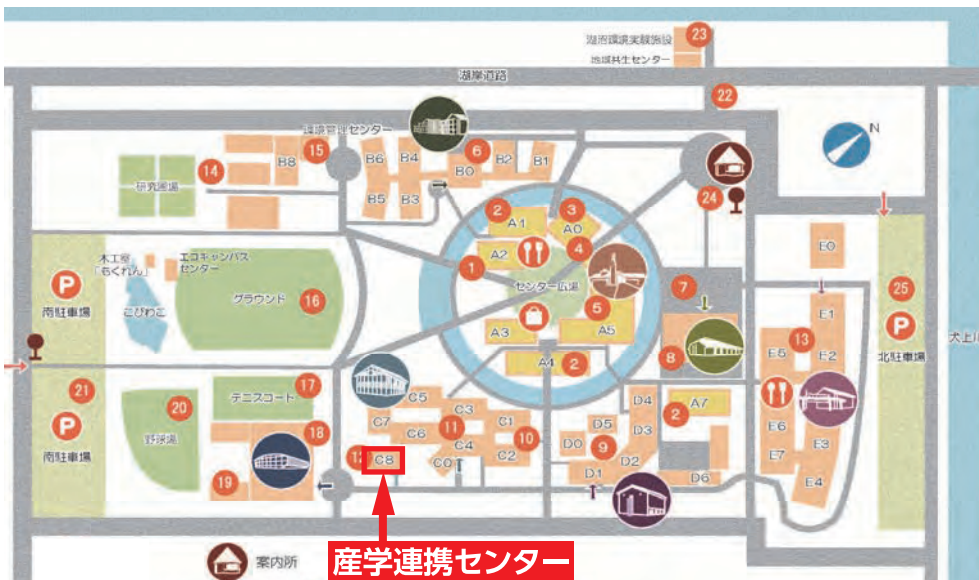 湖沼環境実験施設
23
地域共生センター
湖岸道路
22
N
環境管理センター
15
B8
14
研究圃場
B6
B4
6
B2
B1
B0
B5
B3
24
2
A1
3
A0
A2
4
1
センター広場
5
A3
A5
A4
2
7
8
E0
25
P
北駐車場
犬上川
E1
13
E5
E2
E6
E3
E7
E4
木工室
「もくれん」
エコキャンパス
センター
P
南駐車場
こびわこ
グラウンド
16
21
P
南駐車場
20
野球場
テニスコート
17
18
19
C5
C7
C3
C1
C6
11
C4
10
C2
C0
12
C8
D4
D5
D3
D0
9
D2
D1
D6
2
A7
案内所
産学連携センター